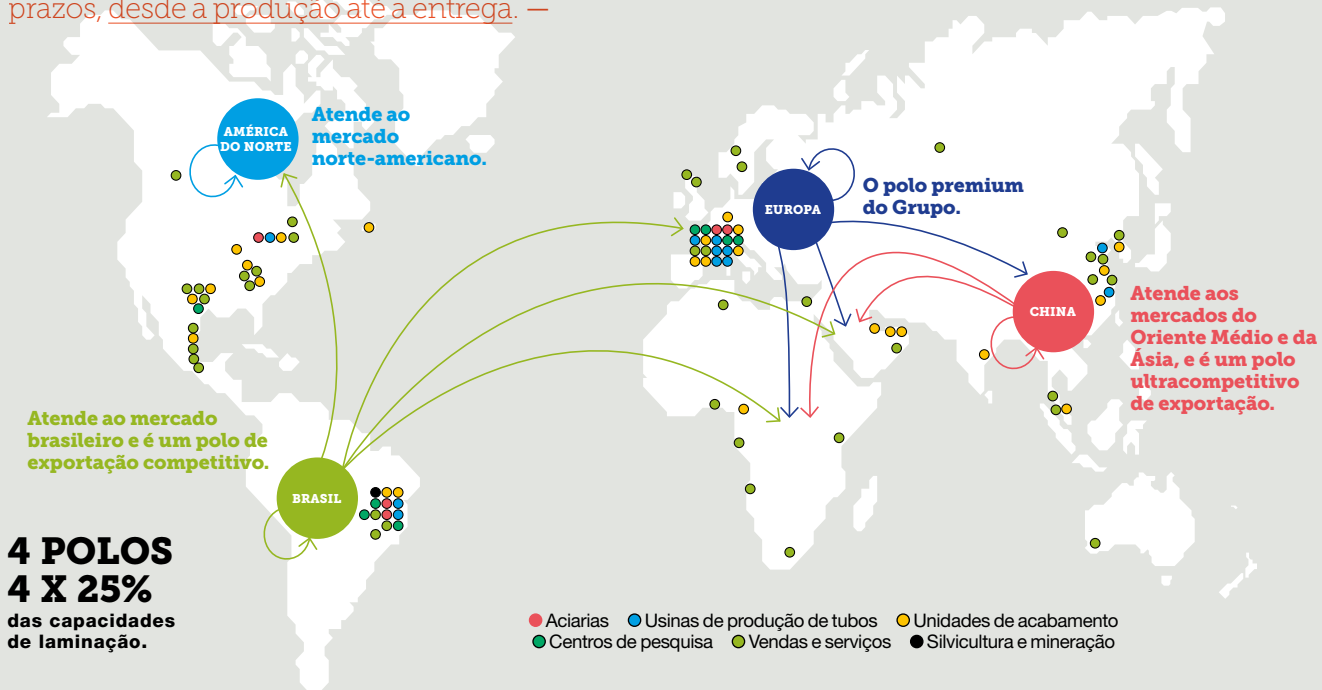 prazos, desde a produção até a entrega. —
AMÉRICA
DO NORTE
Atende ao
mercado
norte-americano.
EUROPA
O polo premium
do Grupo.
CHINA
Atende aos
mercados do
Oriente Médio e da
Ásia, e é um polo
ultracompetitivo
de exportação.
Atende ao mercado
brasileiro e é um polo de
exportação competitivo.
BRASIL
4 POLOS
4 X 25%
das capacidades
de laminação.
Aciarias Usinas de produção de tubos Unidades de acabamento
Centros de pesquisa Vendas e serviços Silvicultura e mineração